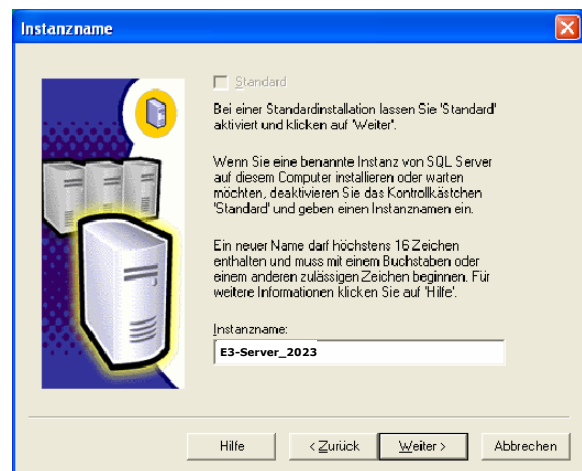 Instanzname
Standard
Bei einer Standardinstallation lassen Sie 'Standard'
aktiviert und klicken auf 'Weiter'.
Wenn Sie eine benannte Instanz von SQL Server
auf diesem Computer installieren oder warten
möchten, deaktivieren Sie das Kontrollkästchen
'Standard' und geben einen Instanznamen ein.
Ein neuer Name darf höchstens 16 Zeichen
enthalten und muss mit einem Buchstaben oder
einem anderen zulässigen Zeichen beginnen. Für
weitere Informationen klicken Sie auf 'Hilfe'.
Instanzname:
E3-Server_2023
Hilfe < Zurück Weiter > Abbrechen